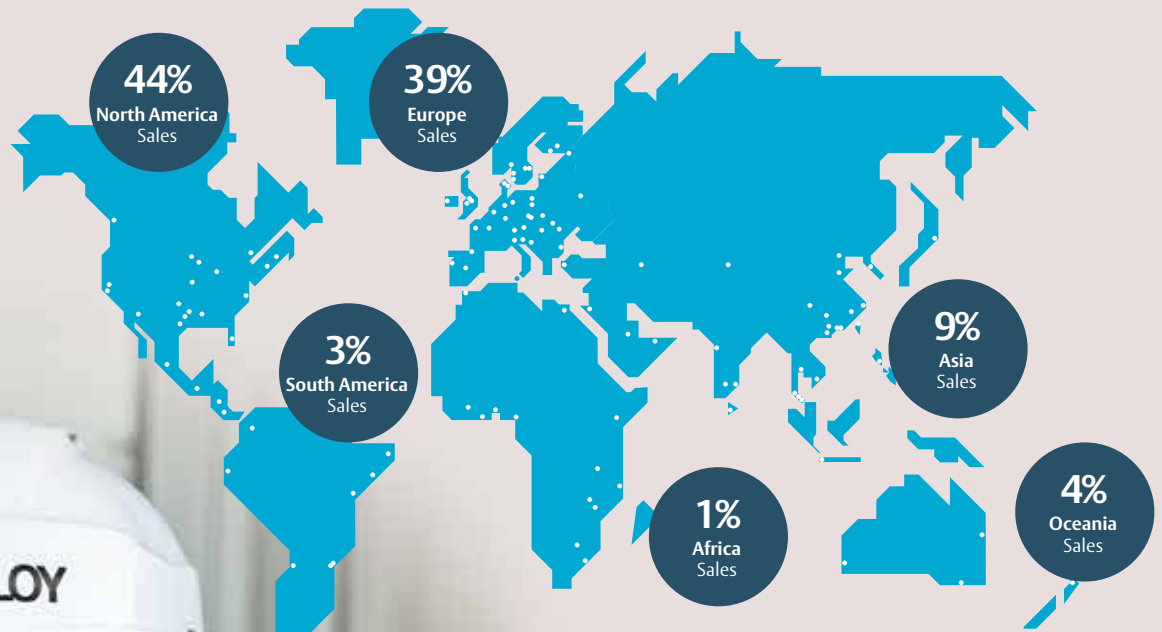 44%
North America
Sales
39%
Europe
Sales
3%
South America
Sales
9%
Asia
Sales
1%
Africa
Sales
4%
Oceania
Sales
LOY